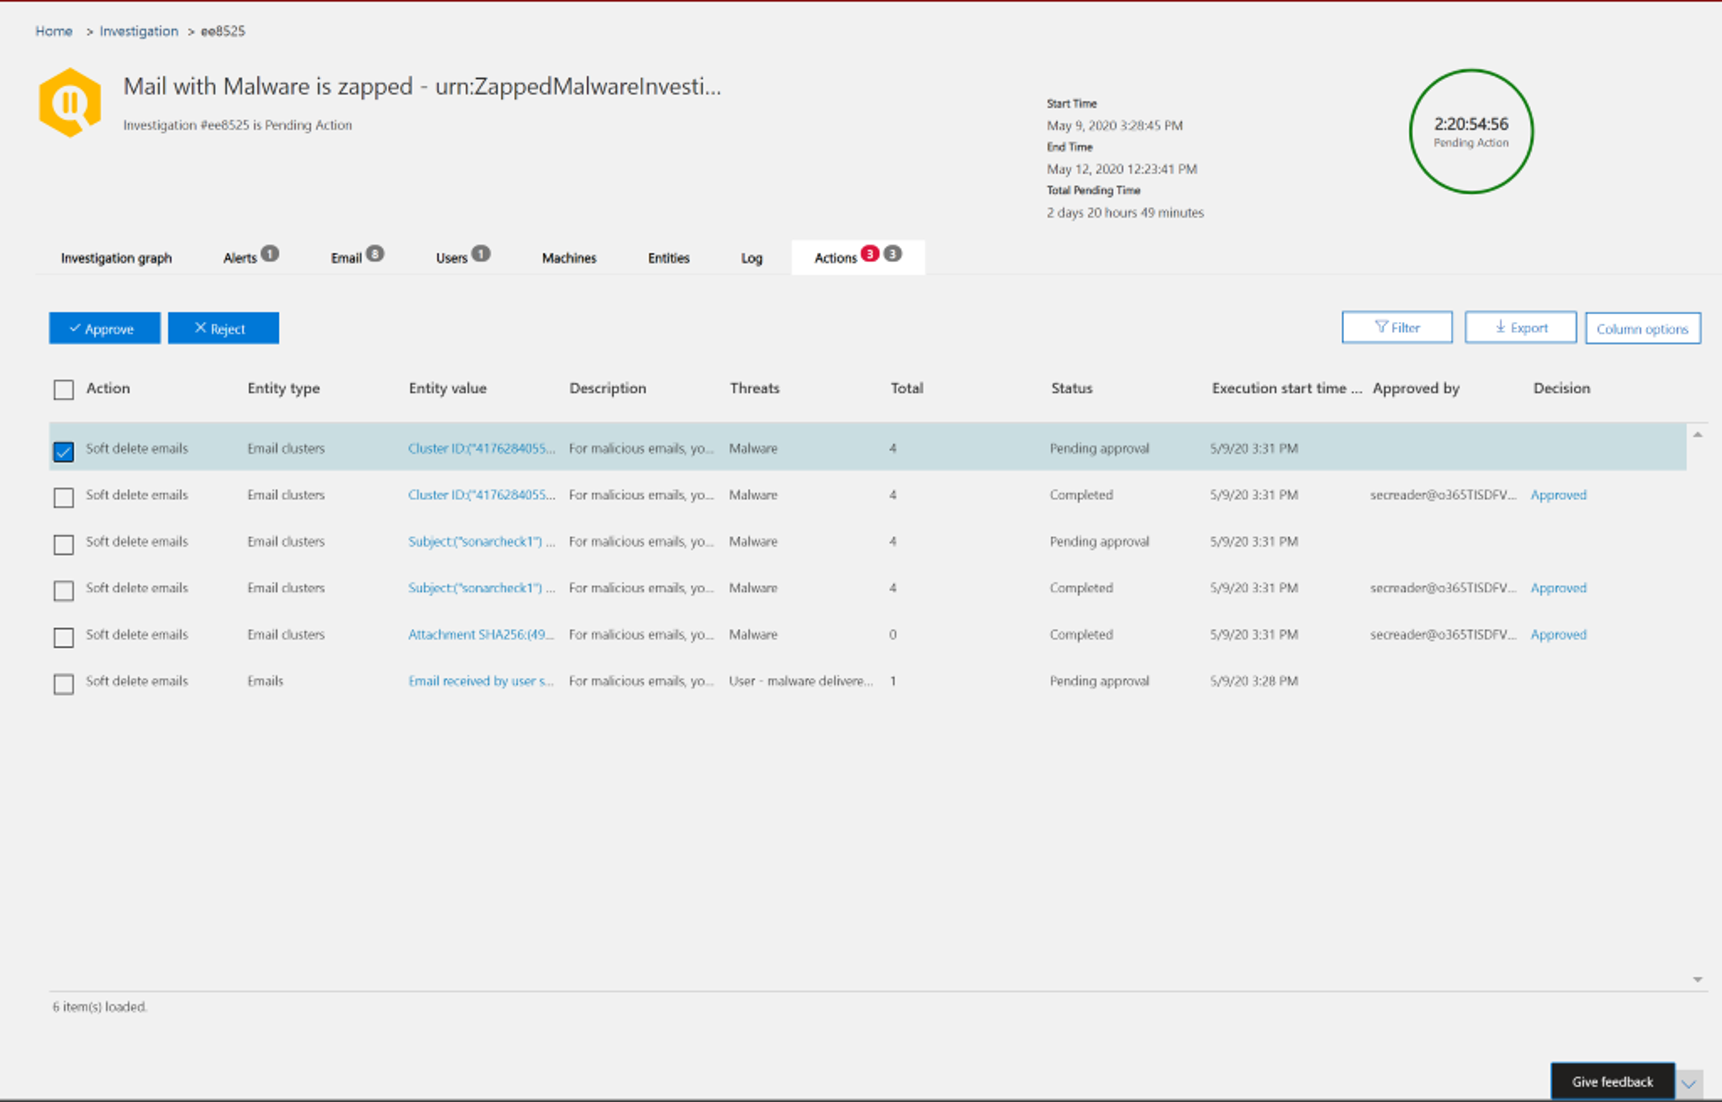 Home > Investigation > ee8525
Mail with Malware is zapped - urn:ZappedMalwareInvesti...
Investigation #ee8525 is Pending Action
Start Time
May 9, 2020 3:28:45 PM
End Time
May 12, 2020 12:23:41 PM
Total Pending Time
2 days 20 hours 49 minutes
2:20:54:56
Pending Action
Investigation graph Alerts 1 Email 8 Users 1 Machines Entities Log Actions 3 3
Approve Reject Filter Export Column options
Action Entity type Entity value Description Threats Total Status Execution start time ... Approved by Decision
Soft delete emails Email clusters Cluster ID:("4176284055... For malicious emails, yo... Malware 4 Pending approval 5/9/20 3:31 PM
Soft delete emails Email clusters Cluster ID:("4176284055... For malicious emails, yo... Malware 4 Completed 5/9/20 3:31 PM secreader@o365TISDFV... Approved
Soft delete emails Email clusters Subject:("sonarcheck1") ... For malicious emails, yo... Malware 4 Pending approval 5/9/20 3:31 PM
Soft delete emails Email clusters Subject:("sonarcheck1") ... For malicious emails, yo... Malware 4 Completed 5/9/20 3:31 PM secreader@o365TISDFV... Approved
Soft delete emails Email clusters Attachment SHA256:(49... For malicious emails, yo... Malware 0 Completed 5/9/20 3:31 PM secreader@o365TISDFV... Approved
Soft delete emails Emails Email received by user s... For malicious emails, yo... User - malware delivere... 1 Pending approval 5/9/20 3:28 PM
6 item(s) loaded.
Give feedback